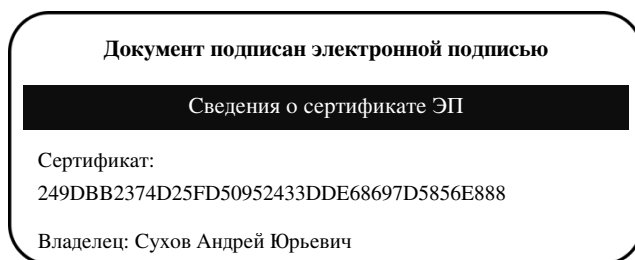 Документ подписан электронной подписью
Сведения о сертификате ЭП
Сертификат:
249DBB2374D25FD50952433DDE68697D5856E888
Владелец: Сухов Андрей Юрьевич